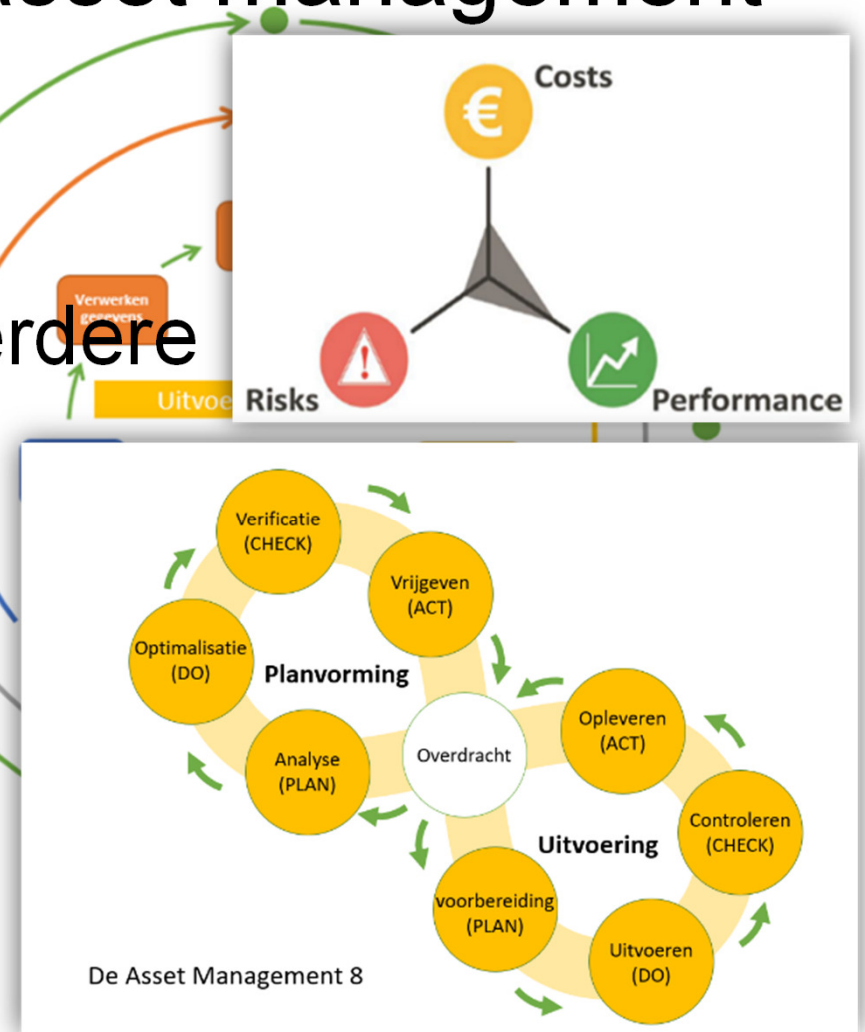 Asset management
€
Costs
Verwerken
gegevens
erdere
Uitvoe
Risks
Performance
Verificatie
(CHECK)
Vrijgeven
(ACT)
Optimalisatie
(DO)
Planvorming
Analyse
(PLAN)
Overdracht
Opleveren
(ACT)
Controleren
(CHECK)
Uitvoering
voorbereiding
(PLAN)
Uitvoeren
(DO)
De Asset Management 8